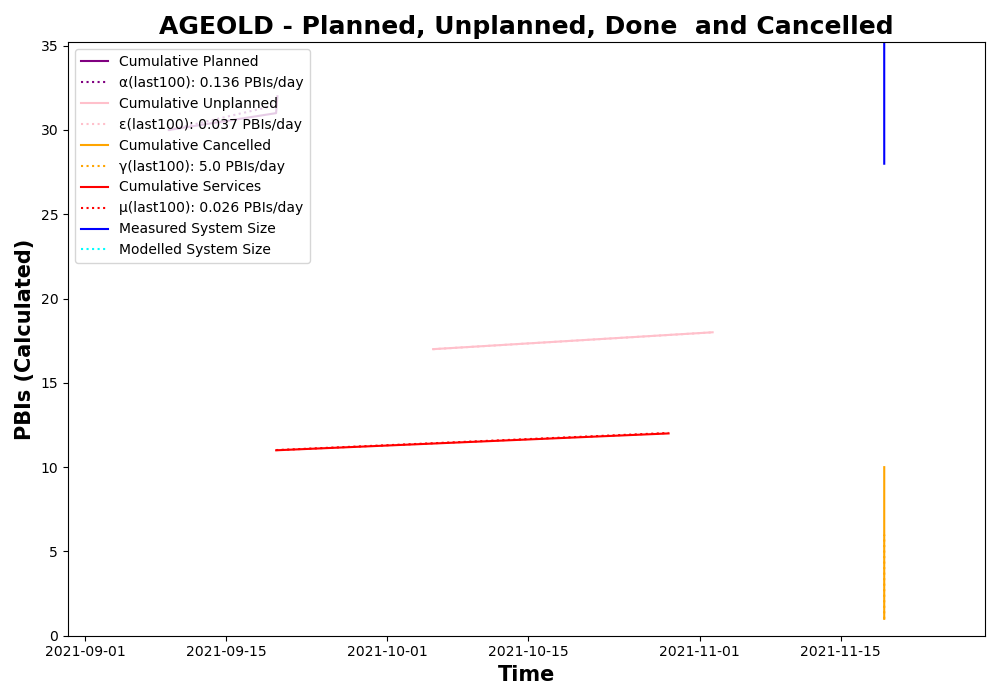 AGEOLD - Planned, Unplanned, Done  and Cancelled
35
30
25
20
15
10
5
0
PBIs (Calculated)
Cumulative Planned
α(last100): 0.136 PBIs/day
Cumulative Unplanned
ε(last100): 0.037 PBIs/day
Cumulative Cancelled
γ(last100): 5.0 PBIs/day
Cumulative Services
μ(last100): 0.026 PBIs/day
Measured System Size
Modelled System Size
2021-09-01 2021-09-15 2021-10-01 2021-10-15 2021-11-01 2021-11-15
Time